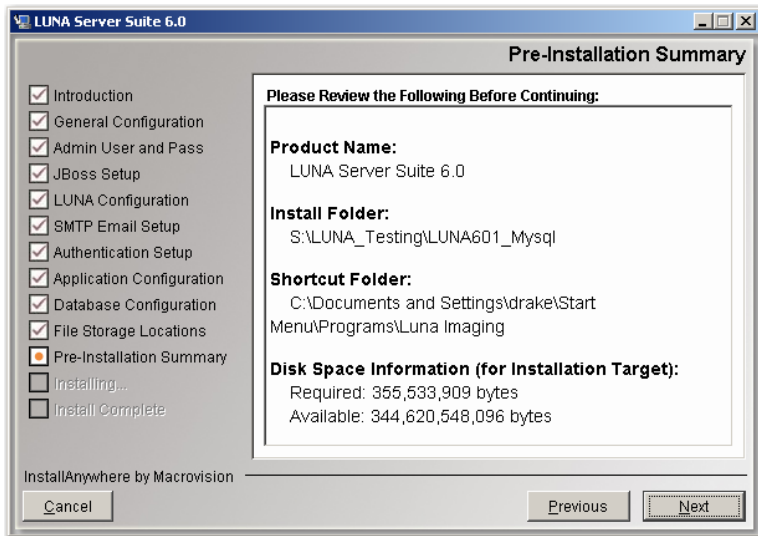 LUNA Server Suite 6.0
Pre-Installation Summary
Introduction
General Configuration
Admin User and Pass
JBoss Setup
LUNA Configuration
SMTP Email Setup
Authentication Setup
Application Configuration
Database Configuration
File Storage Locations
Pre-Installation Summary
Installing...
Install Complete
Please Review the Following Before Continuing:
Product Name:
LUNA Server Suite 6.0
Install Folder:
S:\LUNA_Testing\LUNA601_Mysql
Shortcut Folder:
C:\Documents and Settings\drake\Start
Menu\Programs\Luna Imaging
Disk Space Information (for Installation Target):
Required: 355,533,909 bytes
Available: 344,620,548,096 bytes
InstallAnywhere by Macrovision
Cancel
Previous
Next